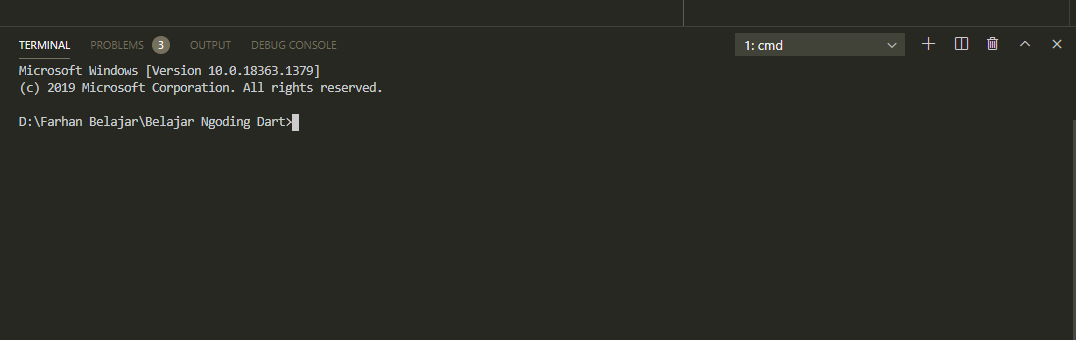 TERMINAL PROBLEMS 3 OUTPUT DEBUG CONSOLE 1: cmd
Microsoft Windows [Version 10.0.18363.1379]
(c) 2019 Microsoft Corporation. All rights reserved.
D:\Farhan Belajar\Belajar Ngoding Dart>